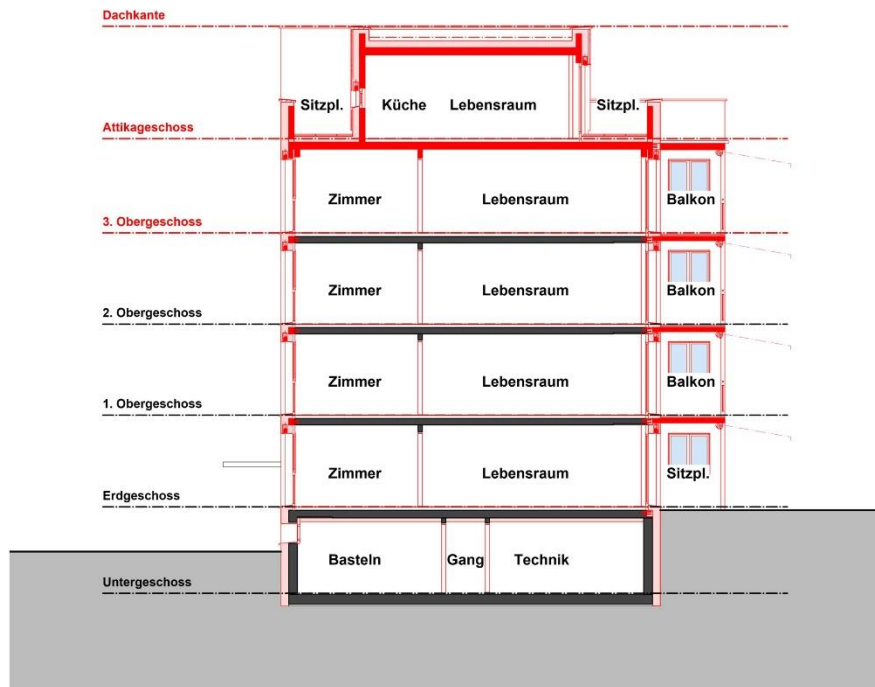 Dachkante
Sitzpl. Küche Lebensraum Sitzpl.
Attikageschoss
Zimmer Lebensraum Balkon
3. Obergeschoss
Zimmer Lebensraum Balkon
2. Obergeschoss
Zimmer Lebensraum Balkon
1. Obergeschoss
Zimmer Lebensraum Sitzpl.
Erdgeschoss
Basteln Gang Technik
Untergeschoss